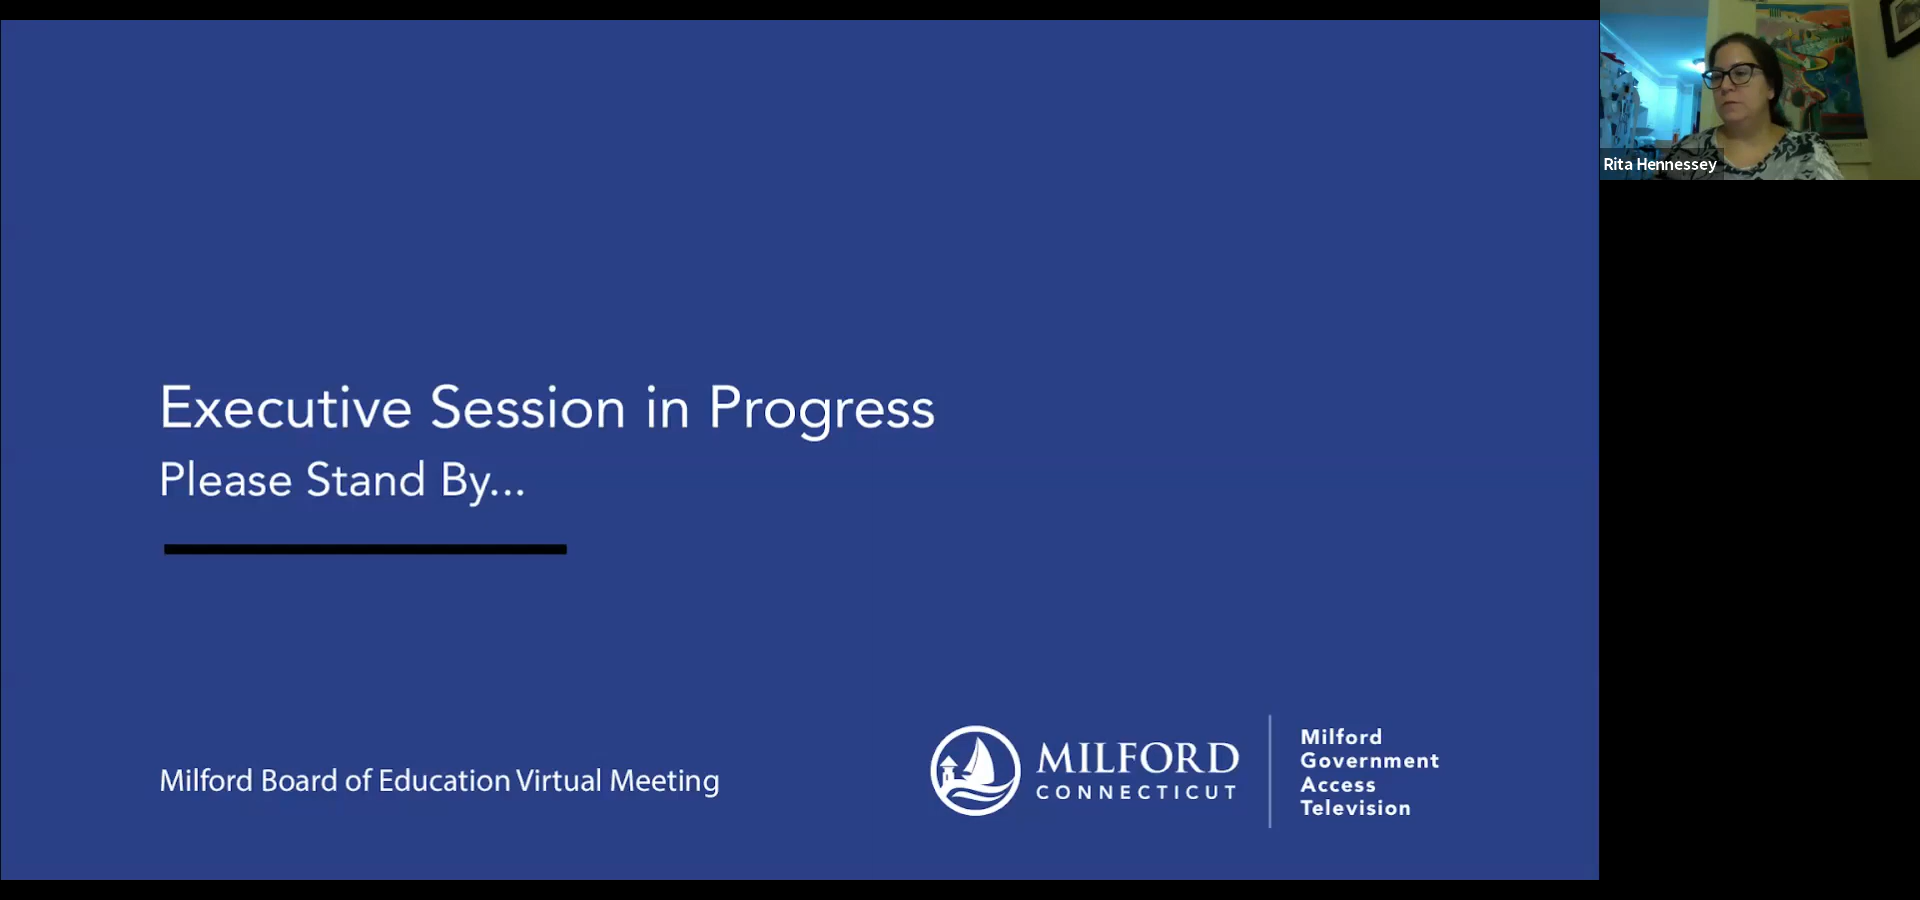 Executive Session in Progress
Please Stand By...
Milford Board of Education Virtual Meeting
MILFORD
CONNECTICUT
Milford
Government
Access
Television
Rita Hennessey